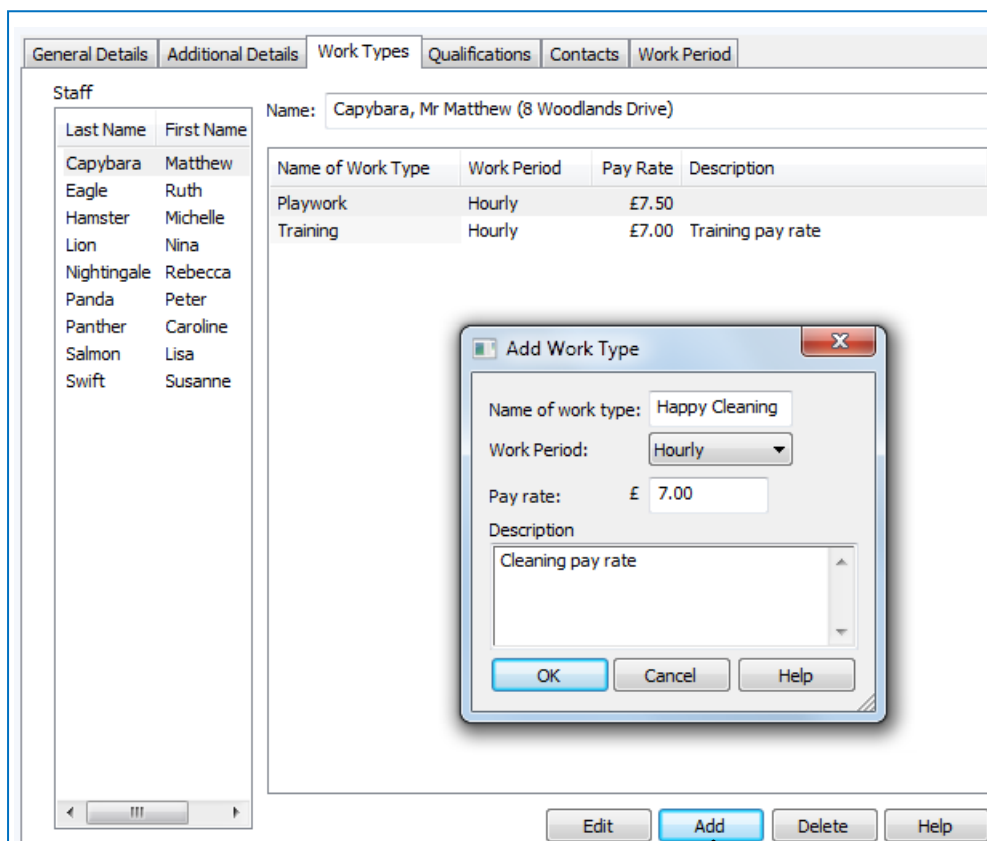 General Details Additional Details Work Types Qualifications Contacts Work Period
Staff
Name: Capybara, Mr Matthew (8 Woodlands Drive)
Last Name First Name
Capybara Matthew
Eagle Ruth
Hamster Michelle
Lion Nina
Nightingale Rebecca
Panda Peter
Panther Caroline
Salmon Lisa
Swift Susanne
Name of Work Type Work Period Pay Rate Description
Playwork Hourly £7.50
Training Hourly £7.00 Training pay rate
Add Work Type
Name of work type: Happy Cleaning
Work Period: Hourly
Pay rate: £ 7.00
Description
Cleaning pay rate
OK Cancel Help
Edit Add Delete Help